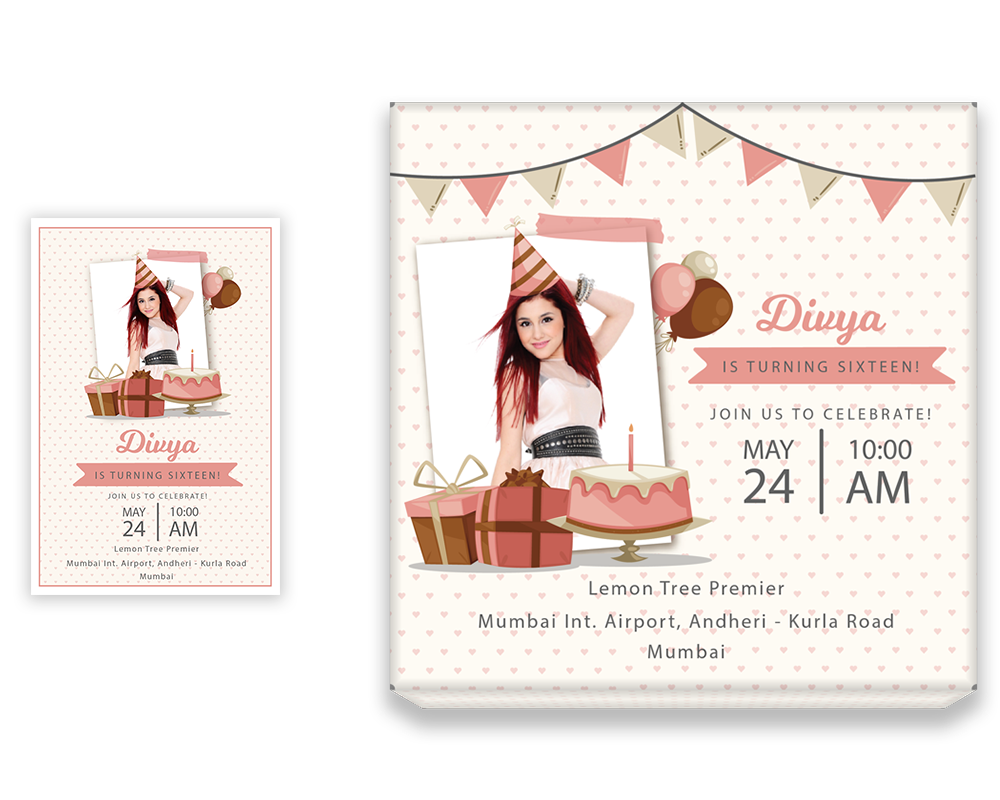 Divya
IS TURNING SIXTEEN!
JOIN US TO CELEBRATE!
MAY 10:00
24 AM
Lemon Tree Premier
Mumbai Int. Airport, Andheri - Kurla Road
Mumbai
Divya
IS TURNING SIXTEEN!
JOIN US TO CELEBRATE!
MAY 10:00
24 AM
Lemon Tree Premier
Mumbai Int. Airport, Andheri - Kurla Road
Mumbai